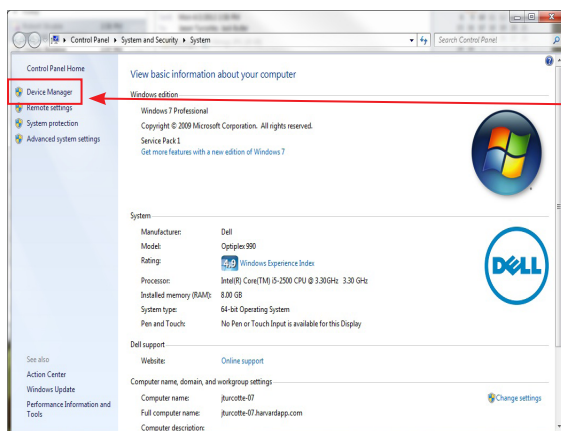 Control Panel ▸ System and Security ▸ System
Search Control Panel
Control Panel Home
Device Manager
Remote settings
System protection
Advanced system settings
See also
Action Center
Windows Update
Performance Information and
Tools
View basic information about your computer
Windows edition
Windows 7 Professional
Copyright © 2009 Microsoft Corporation. All rights reserved.
Service Pack 1
Get more features with a new edition of Windows 7
System
Manufacturer: Dell
Model: Optiplex 990
Rating: 4.9 Windows Experience Index
Processor: Intel(R) Core(TM) i5-2500 CPU @ 3.30GHz 3.30 GHz
Installed memory (RAM): 8.00 GB
System type: 64-bit Operating System
Pen and Touch: No Pen or Touch Input is available for this Display
DELL
Dell support
Website: Online support
Computer name, domain, and workgroup settings
Computer name: jturcotte-07
Change settings
Full computer name: jturcotte-07.harvardapp.com
Computer description: